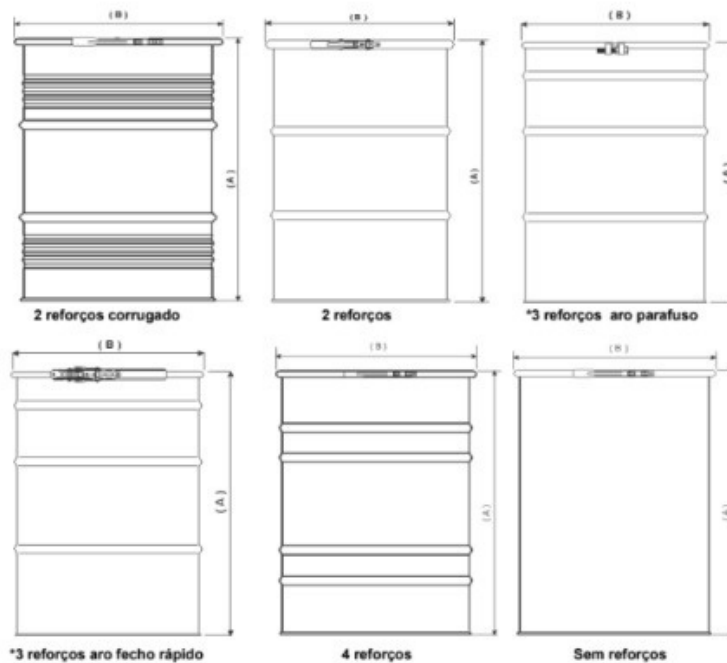 ( B )
( B )
( B )
( A )
( A )
( A )
2 reforços corrugado
2 reforços
*3 reforços aro parafuso
( B )
( B )
( B )
( A )
( A )
( A )
*3 reforços aro fecho rápido
4 reforços
Sem reforços